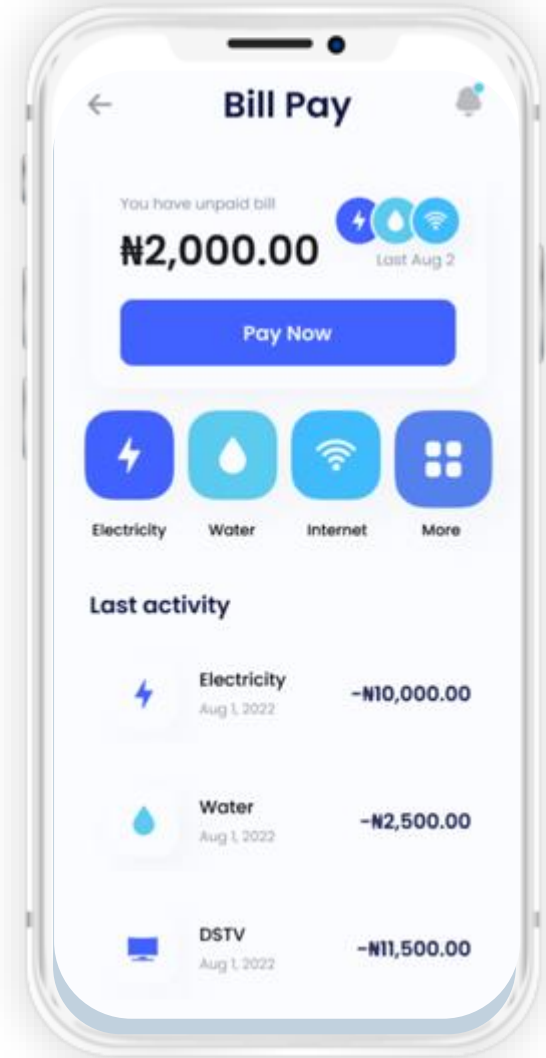 Bill Pay
You have unpaid bill
₦2,000.00
Last Aug 2
Pay Now
Electricity Water Internet More
Last activity
Electricity
Aug 1, 2022
-₦10,000.00
Water
Aug 1, 2022
-₦2,500.00
DSTV
Aug 1, 2022
-₦11,500.00